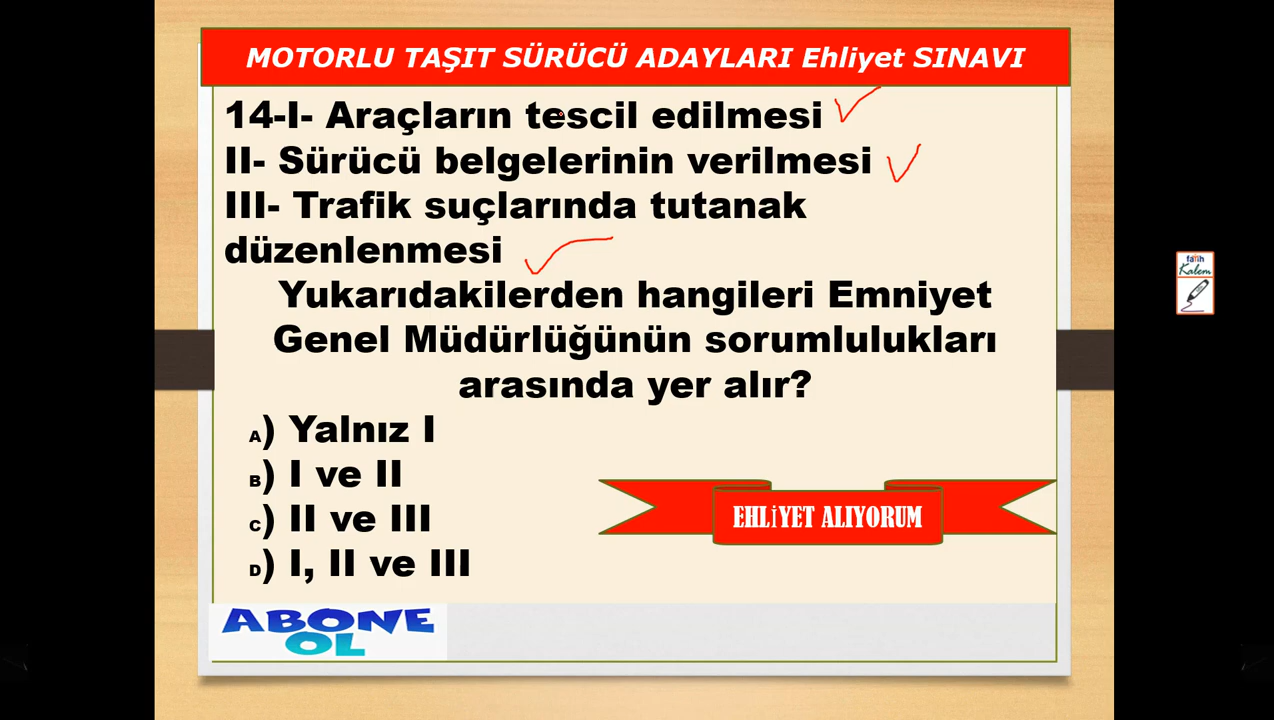 MOTORLU TAŞIT SÜRÜCÜ ADAYLARI Ehliyet SINAVI
14-I- Araçların tescil edilmesi
II- Sürücü belgelerinin verilmesi
III- Trafik suçlarında tutanak
düzenlenmesi
Yukarıdakilerden hangileri Emniyet
Genel Müdürlüğünün sorumlulukları
arasında yer alır?
A) Yalnız I
B) I ve II
C) II ve III
D) I, II ve III
EHLİYET ALIYORUM
ABONE
OL
fatih
Kalem